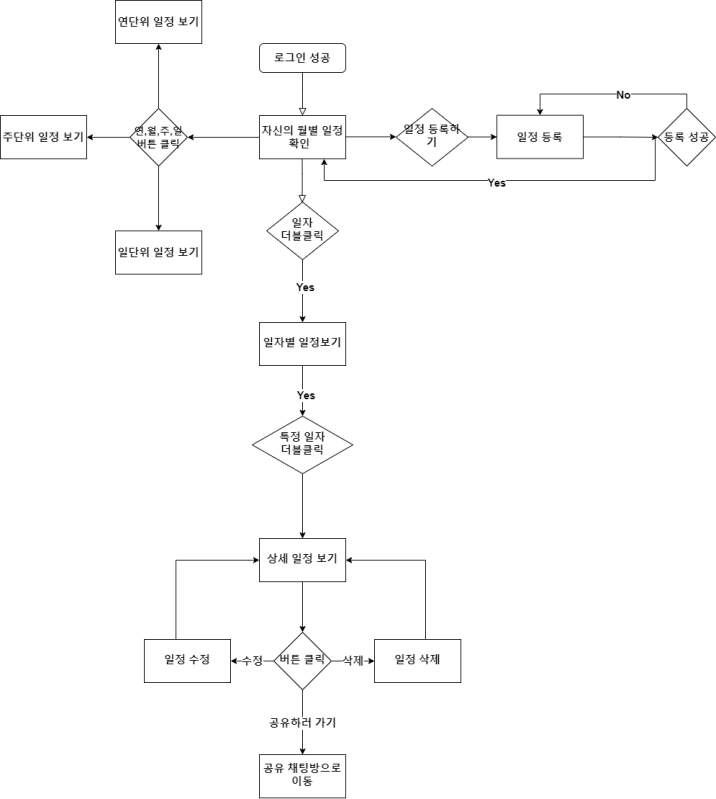 연단위 일정 보기
로그인 성공
No
주단위 일정 보기
연,월,주,일
버튼 클릭
자신의 월별 일정
확인
일정 등록하
기
일정 등록
등록 성공
Yes
일단위 일정 보기
일자
더블클릭
Yes
일자별 일정보기
Yes
특정 일자
더블클릭
상세 일정 보기
일정 수정
수정
버튼 클릭
삭제
일정 삭제
공유하러 가기
공유 채팅방으로
이동